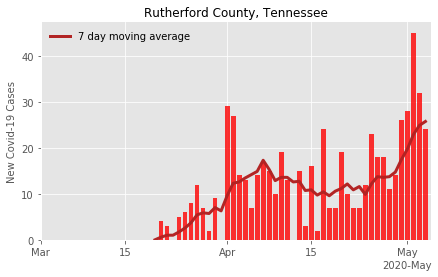 Rutherford County, Tennessee
7 day moving average
New Covid-19 Cases
40
30
20
10
0
Mar
15
Apr
15
May
2020-May